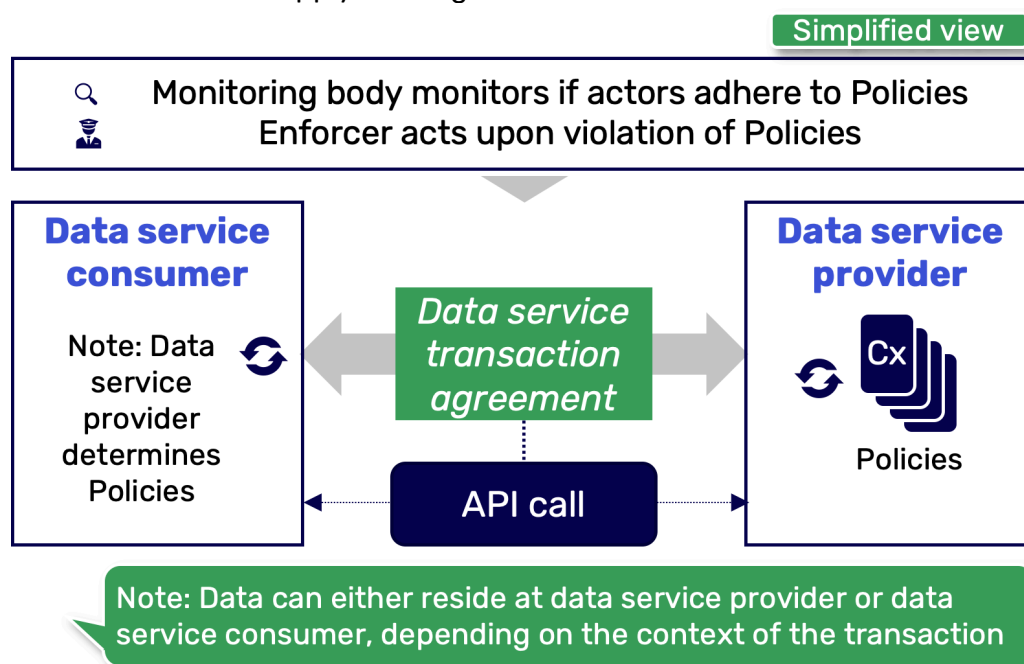 Simplified view
Monitoring body monitors if actors adhere to Policies
Enforcer acts upon violation of Policies
Data service
consumer
Note: Data
service
provider
determines
Policies
Data service
transaction
agreement
API call
Data service
provider
Cx
Policies
Note: Data can either reside at data service provider or data
service consumer, depending on the context of the transaction